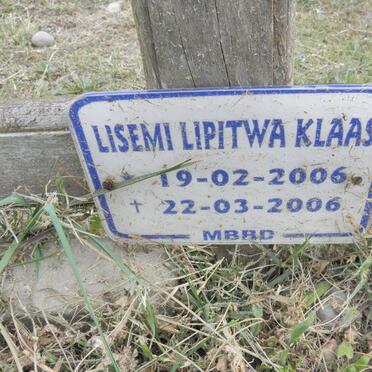 LISEMI LIPITWA KLAAS
19-02-2006
✝ 22-03-2006
MBRD